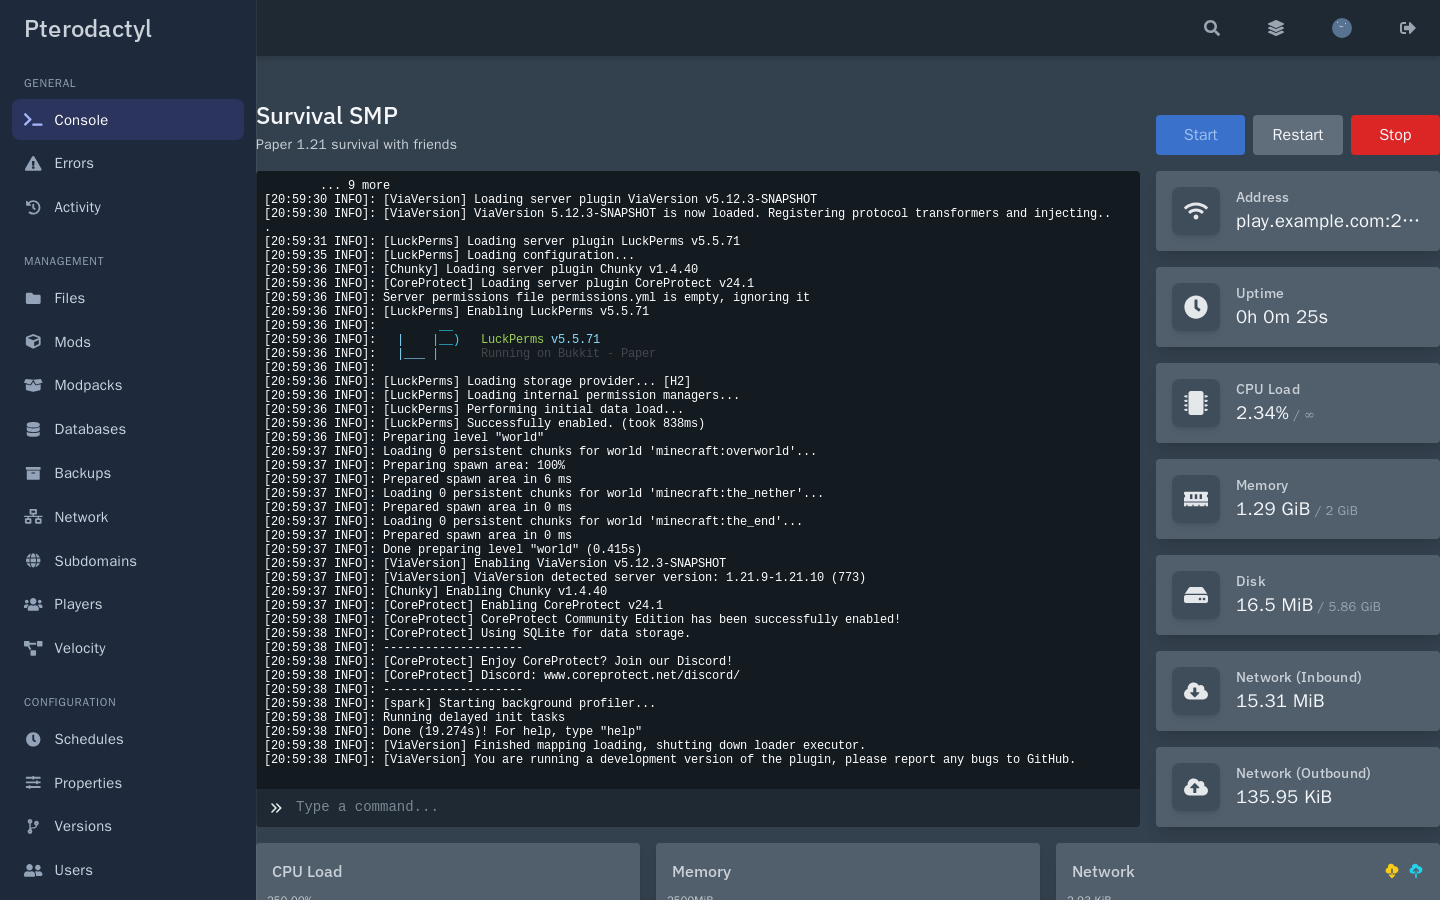 Pterodactyl
GENERAL
Console
Errors
Activity
MANAGEMENT
Files
Mods
Modpacks
Databases
Backups
Network
Subdomains
Players
Velocity
CONFIGURATION
Schedules
Properties
Versions
Users
Survival SMP
Paper 1.21 survival with friends
Start
Restart
Stop
... 9 more
[20:59:30 INFO]: [ViaVersion] Loading server plugin ViaVersion v5.12.3-SNAPSHOT
[20:59:30 INFO]: [ViaVersion] ViaVersion 5.12.3-SNAPSHOT is now loaded. Registering protocol transformers and injecting..
.
[20:59:31 INFO]: [LuckPerms] Loading server plugin LuckPerms v5.5.71
[20:59:35 INFO]: [LuckPerms] Loading configuration...
[20:59:36 INFO]: [Chunky] Loading server plugin Chunky v1.4.40
[20:59:36 INFO]: [CoreProtect] Loading server plugin CoreProtect v24.1
[20:59:36 INFO]: Server permissions file permissions.yml is empty, ignoring it
[20:59:36 INFO]: [LuckPerms] Enabling LuckPerms v5.5.71
[20:59:36 INFO]:         __
[20:59:36 INFO]:   |    |__)   LuckPerms v5.5.71
[20:59:36 INFO]:   |___ |      Running on Bukkit - Paper
[20:59:36 INFO]:
[20:59:36 INFO]: [LuckPerms] Loading storage provider... [H2]
[20:59:36 INFO]: [LuckPerms] Loading internal permission managers...
[20:59:36 INFO]: [LuckPerms] Performing initial data load...
[20:59:36 INFO]: [LuckPerms] Successfully enabled. (took 838ms)
[20:59:36 INFO]: Preparing level "world"
[20:59:37 INFO]: Loading 0 persistent chunks for world 'minecraft:overworld'...
[20:59:37 INFO]: Preparing spawn area: 100%
[20:59:37 INFO]: Prepared spawn area in 6 ms
[20:59:37 INFO]: Loading 0 persistent chunks for world 'minecraft:the_nether'...
[20:59:37 INFO]: Prepared spawn area in 0 ms
[20:59:37 INFO]: Loading 0 persistent chunks for world 'minecraft:the_end'...
[20:59:37 INFO]: Prepared spawn area in 0 ms
[20:59:37 INFO]: Done preparing level "world" (0.415s)
[20:59:37 INFO]: [ViaVersion] Enabling ViaVersion v5.12.3-SNAPSHOT
[20:59:37 INFO]: [ViaVersion] ViaVersion detected server version: 1.21.9-1.21.10 (773)
[20:59:37 INFO]: [Chunky] Enabling Chunky v1.4.40
[20:59:37 INFO]: [CoreProtect] Enabling CoreProtect v24.1
[20:59:38 INFO]: [CoreProtect] CoreProtect Community Edition has been successfully enabled!
[20:59:38 INFO]: [CoreProtect] Using SQLite for data storage.
[20:59:38 INFO]: --------------------
[20:59:38 INFO]: [CoreProtect] Enjoy CoreProtect? Join our Discord!
[20:59:38 INFO]: [CoreProtect] Discord: www.coreprotect.net/discord/
[20:59:38 INFO]: --------------------
[20:59:38 INFO]: [spark] Starting background profiler...
[20:59:38 INFO]: Running delayed init tasks
[20:59:38 INFO]: Done (19.274s)! For help, type "help"
[20:59:38 INFO]: [ViaVersion] Finished mapping loading, shutting down loader executor.
[20:59:38 INFO]: [ViaVersion] You are running a development version of the plugin, please report any bugs to GitHub.
Type a command...
Address
play.example.com:2...
Uptime
0h 0m 25s
CPU Load
2.34% / ∞
Memory
1.29 GiB / 2 GiB
Disk
16.5 MiB / 5.86 GiB
Network (Inbound)
15.31 MiB
Network (Outbound)
135.95 KiB
CPU Load
250.00%
Memory
2500MiB
Network
2.93 KiB